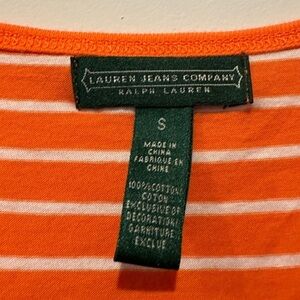 LAUREN JEANS COMPANY
RALPH LAUREN
S
MADE IN
CHINA
FABRIQUE EN
CHINE
100% COTTON/
COTON
EXCLUSIVE OF
DECORATION/
GARNITURE
EXCLUE